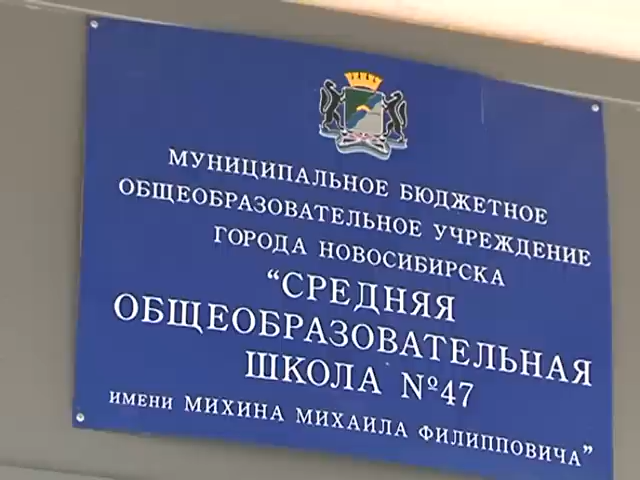 МУНИЦИПАЛЬНОЕ БЮДЖЕТНОЕ
ОБЩЕОБРАЗОВАТЕЛЬНОЕ УЧРЕЖДЕНИЕ
ГОРОДА НОВОСИБИРСКА
“СРЕДНЯЯ
ОБЩЕОБРАЗОВАТЕЛЬНАЯ
ШКОЛА №47
ИМЕНИ МИХИНА МИХАИЛА ФИЛИППОВИЧА”